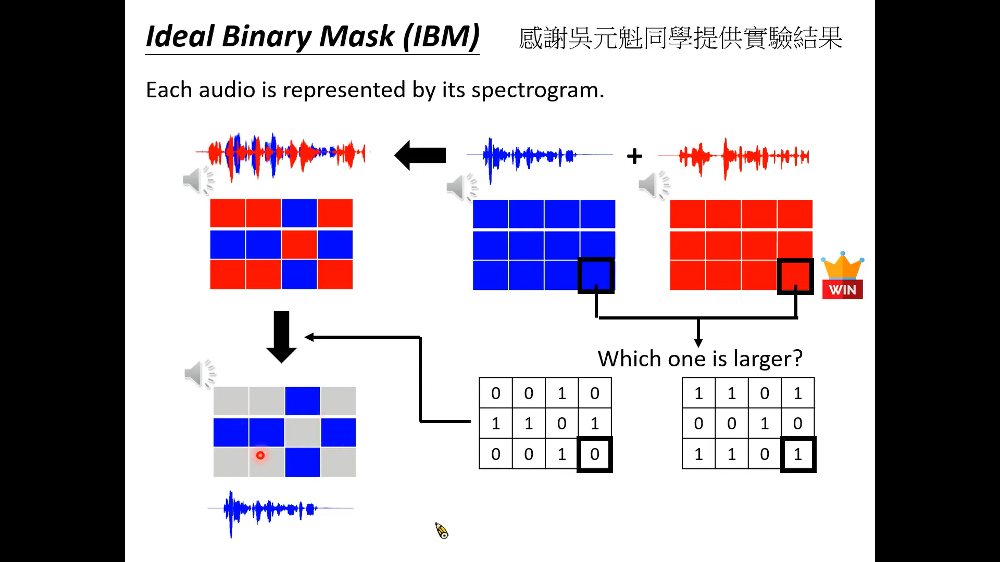 Ideal Binary Mask (IBM)
感謝吳元魁同學提供實驗結果
Each audio is represented by its spectrogram.
+
WIN
Which one is larger?
0 0 1 0
1 1 0 1
0 0 1 0
1 1 0 1
0 0 1 0
1 1 0 1